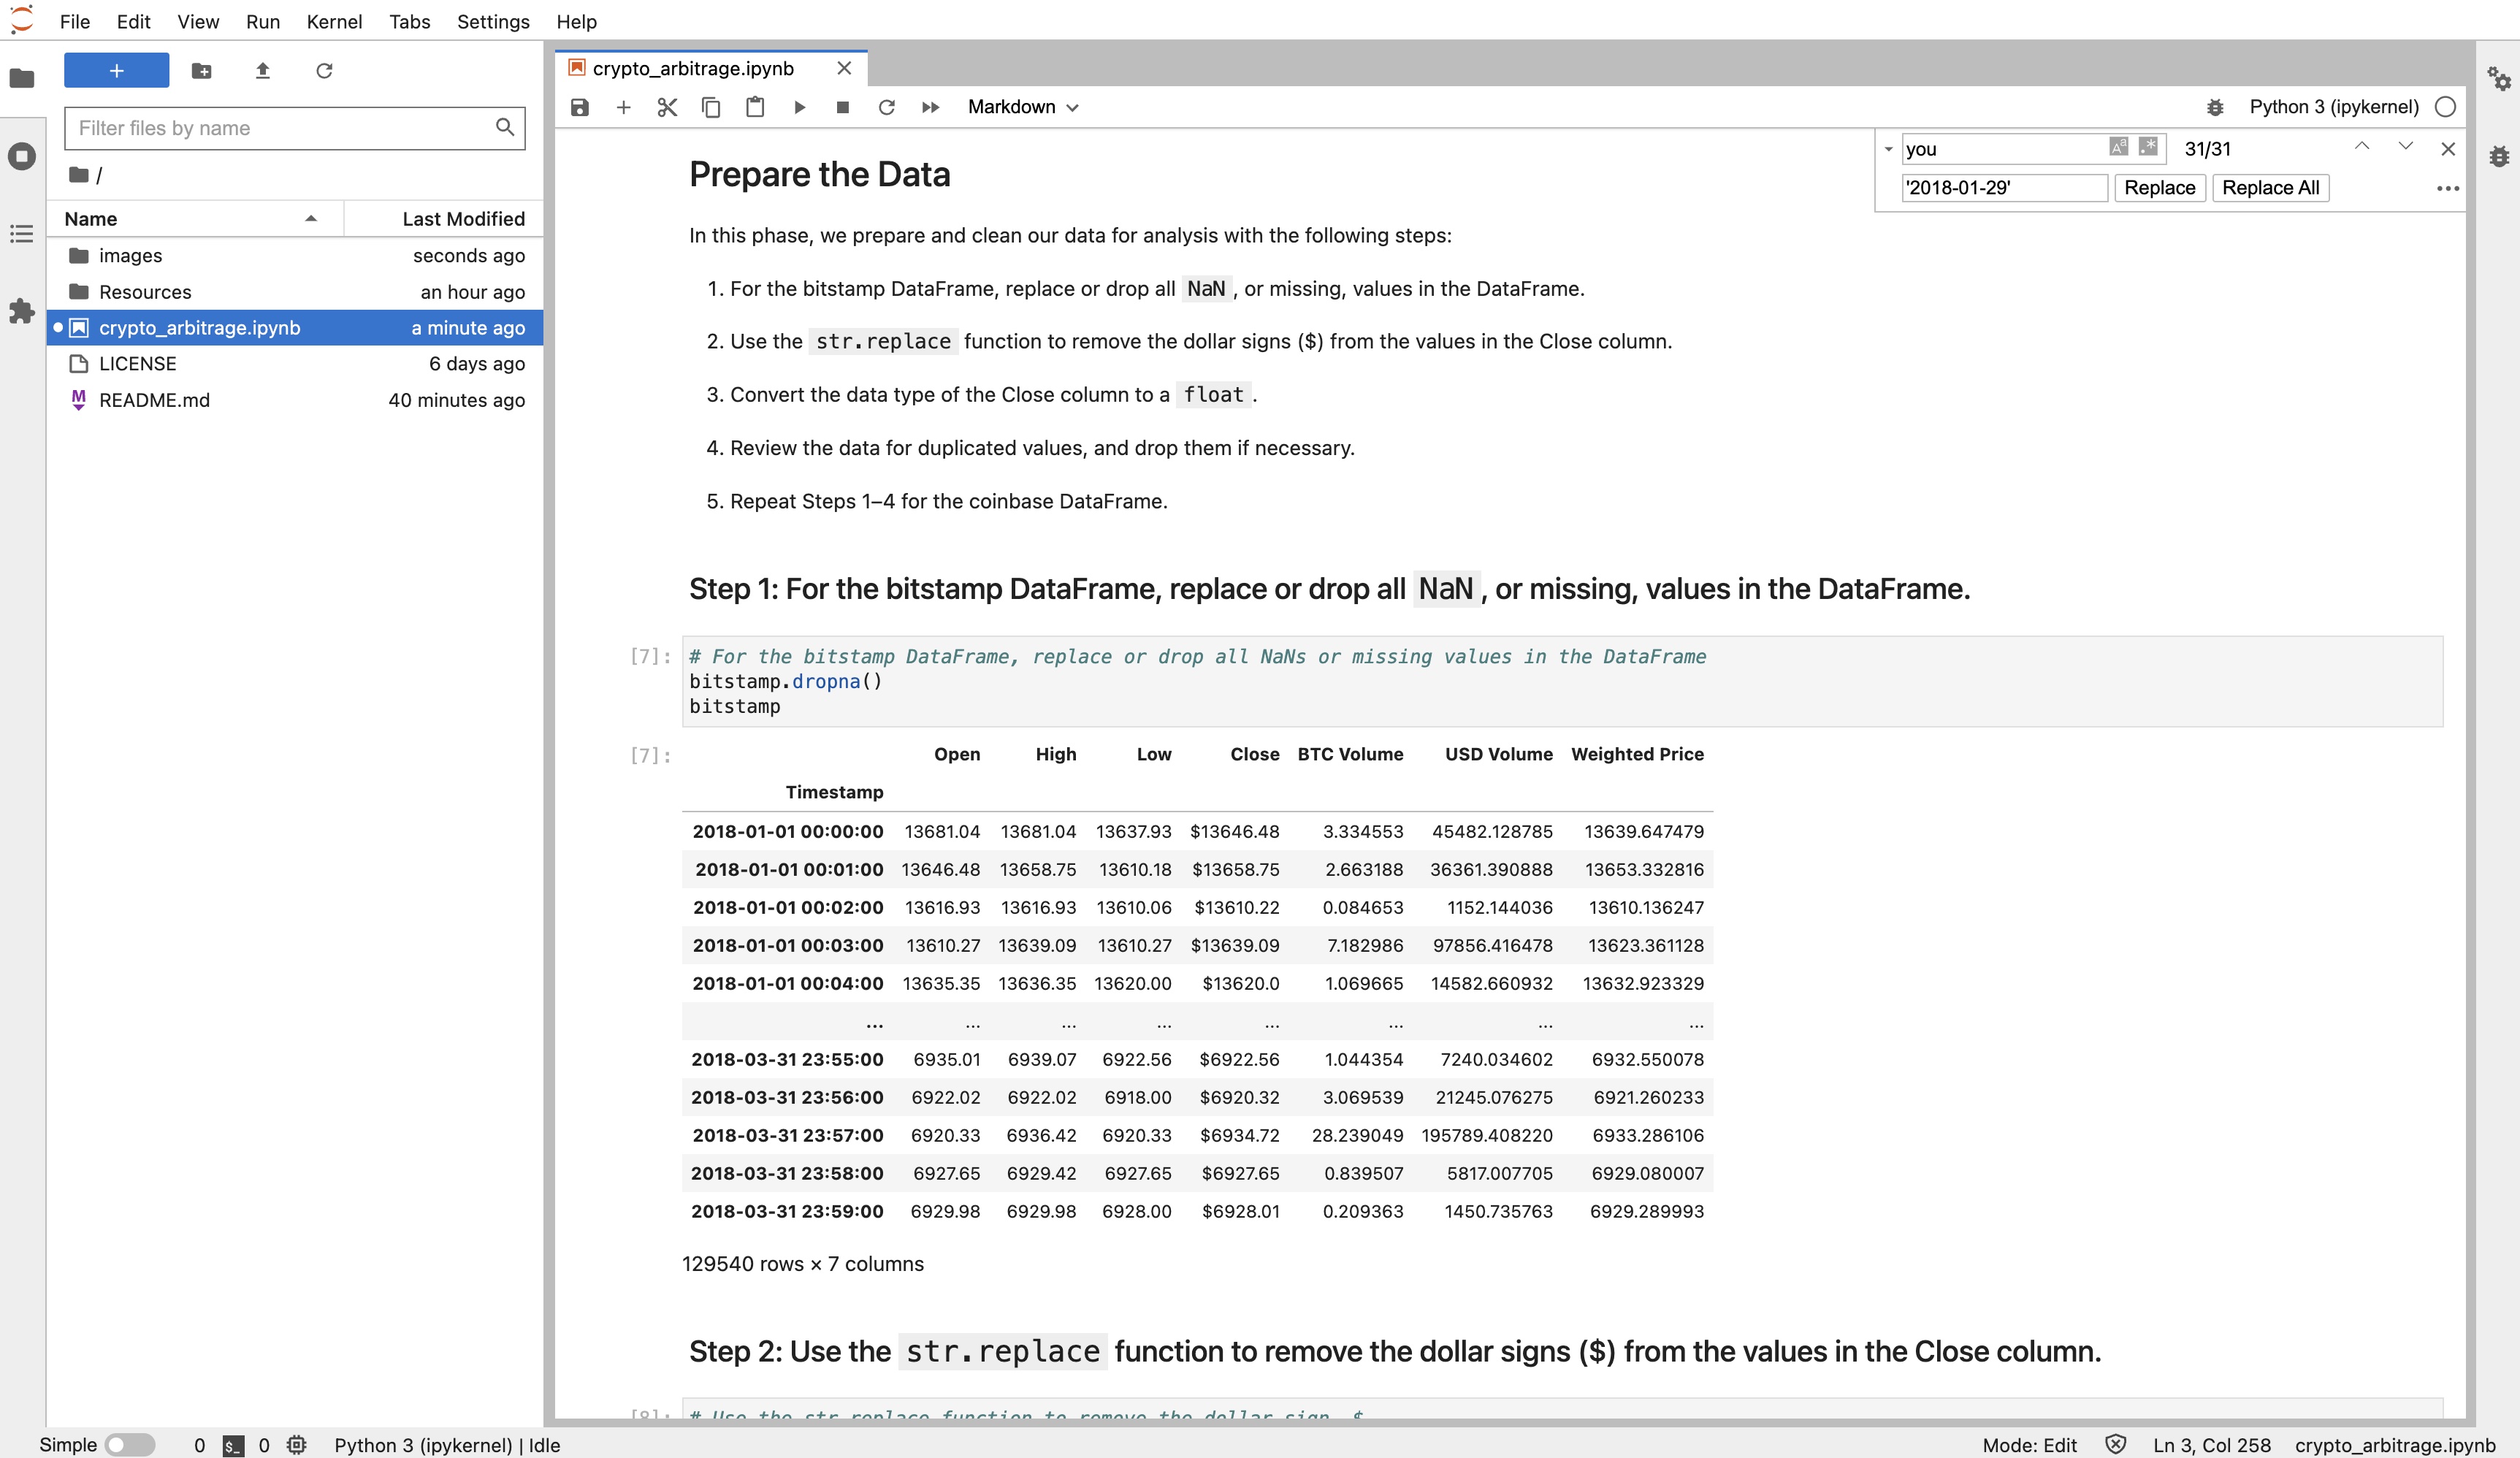 File Edit View Run Kernel Tabs Settings Help
+
Filter files by name
/
Name Last Modified
images seconds ago
Resources an hour ago
crypto_arbitrage.ipynb a minute ago
LICENSE 6 days ago
README.md 40 minutes ago
crypto_arbitrage.ipynb
Markdown Python 3 (ipykernel)
you 31/31
'2018-01-29' Replace Replace All
Prepare the Data
In this phase, we prepare and clean our data for analysis with the following steps:
1. For the bitstamp DataFrame, replace or drop all NaN , or missing, values in the DataFrame.
2. Use the str.replace function to remove the dollar signs ($) from the values in the Close column.
3. Convert the data type of the Close column to a float .
4. Review the data for duplicated values, and drop them if necessary.
5. Repeat Steps 1–4 for the coinbase DataFrame.
Step 1: For the bitstamp DataFrame, replace or drop all NaN , or missing, values in the DataFrame.
[7]: # For the bitstamp DataFrame, replace or drop all NaNs or missing values in the DataFrame
bitstamp.dropna()
bitstamp
[7]: Open High Low Close BTC Volume USD Volume Weighted Price
Timestamp
2018-01-01 00:00:00 13681.04 13681.04 13637.93 $13646.48 3.334553 45482.128785 13639.647479
2018-01-01 00:01:00 13646.48 13658.75 13610.18 $13658.75 2.663188 36361.390888 13653.332816
2018-01-01 00:02:00 13616.93 13616.93 13610.06 $13610.22 0.084653 1152.144036 13610.136247
2018-01-01 00:03:00 13610.27 13639.09 13610.27 $13639.09 7.182986 97856.416478 13623.361128
2018-01-01 00:04:00 13635.35 13636.35 13620.00 $13620.0 1.069665 14582.660932 13632.923329
... ... ... ... ... ... ... ...
2018-03-31 23:55:00 6935.01 6939.07 6922.56 $6922.56 1.044354 7240.034602 6932.550078
2018-03-31 23:56:00 6922.02 6922.02 6918.00 $6920.32 3.069539 21245.076275 6921.260233
2018-03-31 23:57:00 6920.33 6936.42 6920.33 $6934.72 28.239049 195789.408220 6933.286106
2018-03-31 23:58:00 6927.65 6929.42 6927.65 $6927.65 0.839507 5817.007705 6929.080007
2018-03-31 23:59:00 6929.98 6929.98 6928.00 $6928.01 0.209363 1450.735763 6929.289993
129540 rows × 7 columns
Step 2: Use the str.replace function to remove the dollar signs ($) from the values in the Close column.
[8]: # Use the str.replace function to remove the dollar sign, $
Simple 0 $_ 0 Python 3 (ipykernel) | Idle Mode: Edit Ln 3, Col 258 crypto_arbitrage.ipynb